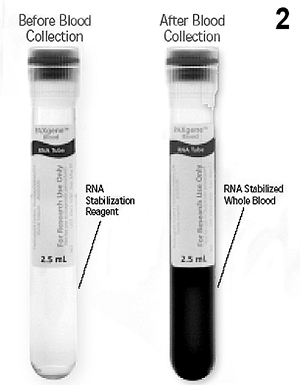 Before Blood
Collection
After Blood
Collection
2
PAXgene™
Blood
RNA Tube
For Research Use Only
2.5 mL
RNA
Stabilization
Reagent
PAXgene™
Blood
RNA Tube
For Research Use Only
2.5 mL
RNA Stabilized
Whole Blood